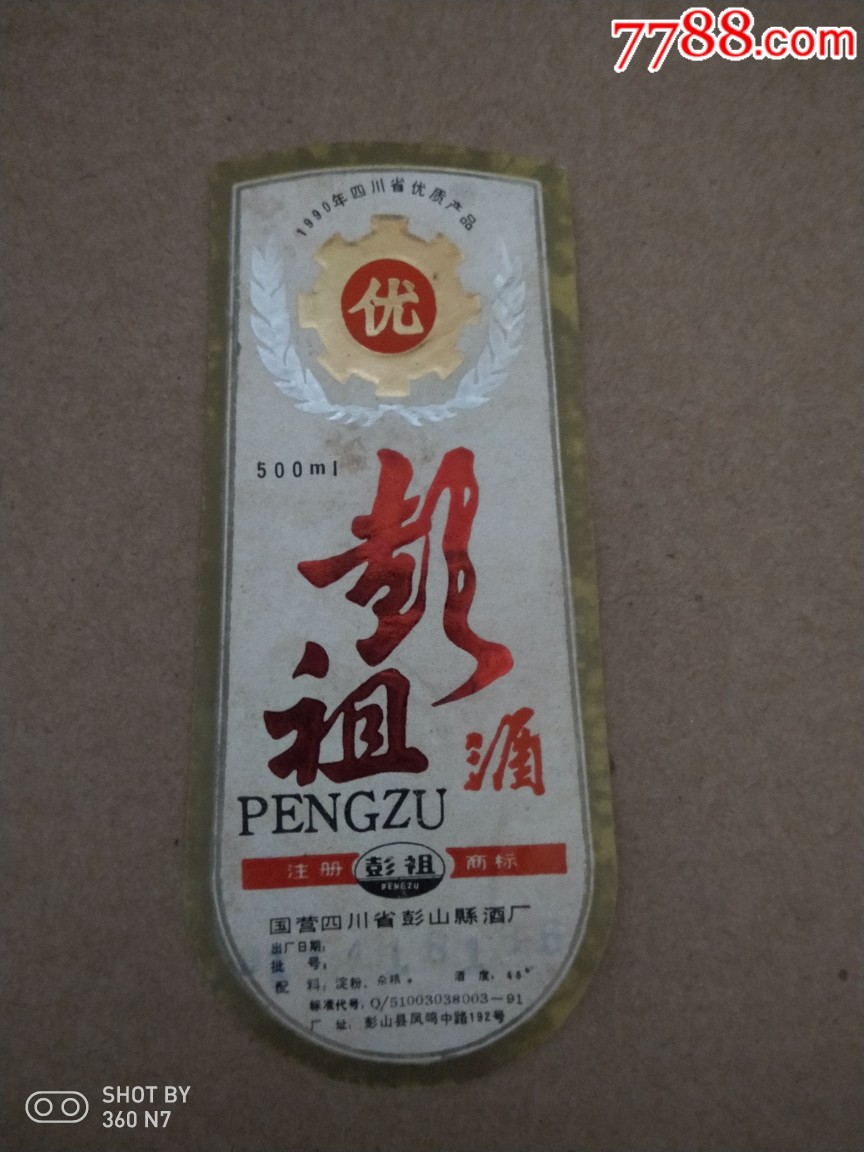 7788.com
1990年四川省优质产品
优
500ml
彭祖
酒
PENGZU
注册 彭祖 商标
PENGZU
国营四川省彭山縣酒厂
出厂日期:
批 号:
配 料: 淀粉、杂粮。 酒 度:
标准代号: Q/51003038003—91
厂 址: 彭山县凤鸣中路192号
SHOT BY
360 N7